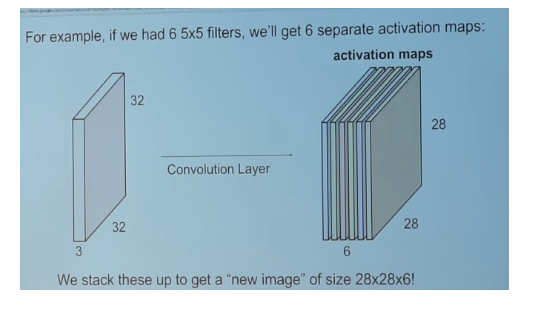 For example, if we had 6 5x5 filters, we'll get 6 separate activation maps:
activation maps
32
28
Convolution Layer
32
28
3
6
We stack these up to get a "new image" of size 28x28x6!